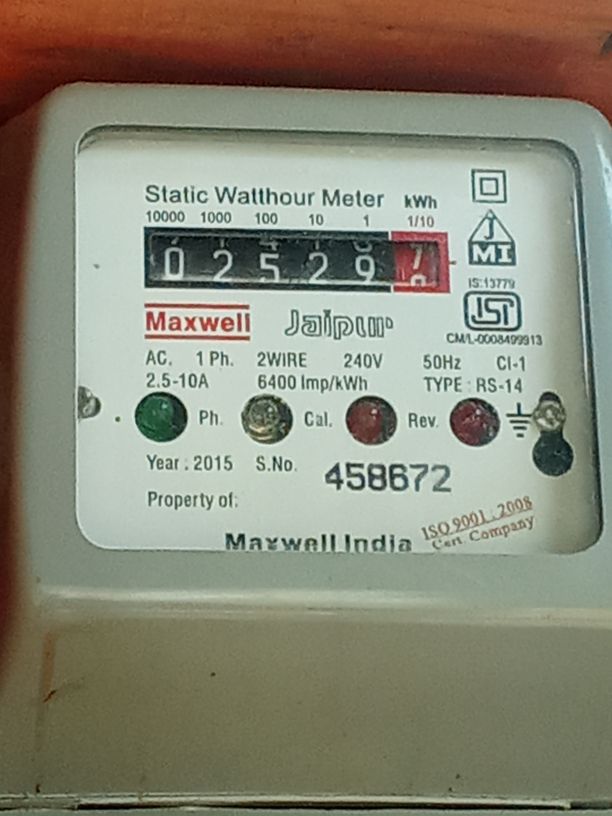 Static Watthour Meter kWh
10000 1000 100 10 1 1/10
0 2 5 2 9 7
J
MI
IS:13779
ISI
CM/L-0008499913
Maxwell Jaipur
AC. 1 Ph. 2WIRE 240V 50Hz Cl-1
2.5-10A 6400 Imp/kWh TYPE : RS-14
Ph. Cal. Rev.
Year : 2015 S.No. 458672
Property of:
ISO 9001 : 2008
Cert. Company
Maxwell India